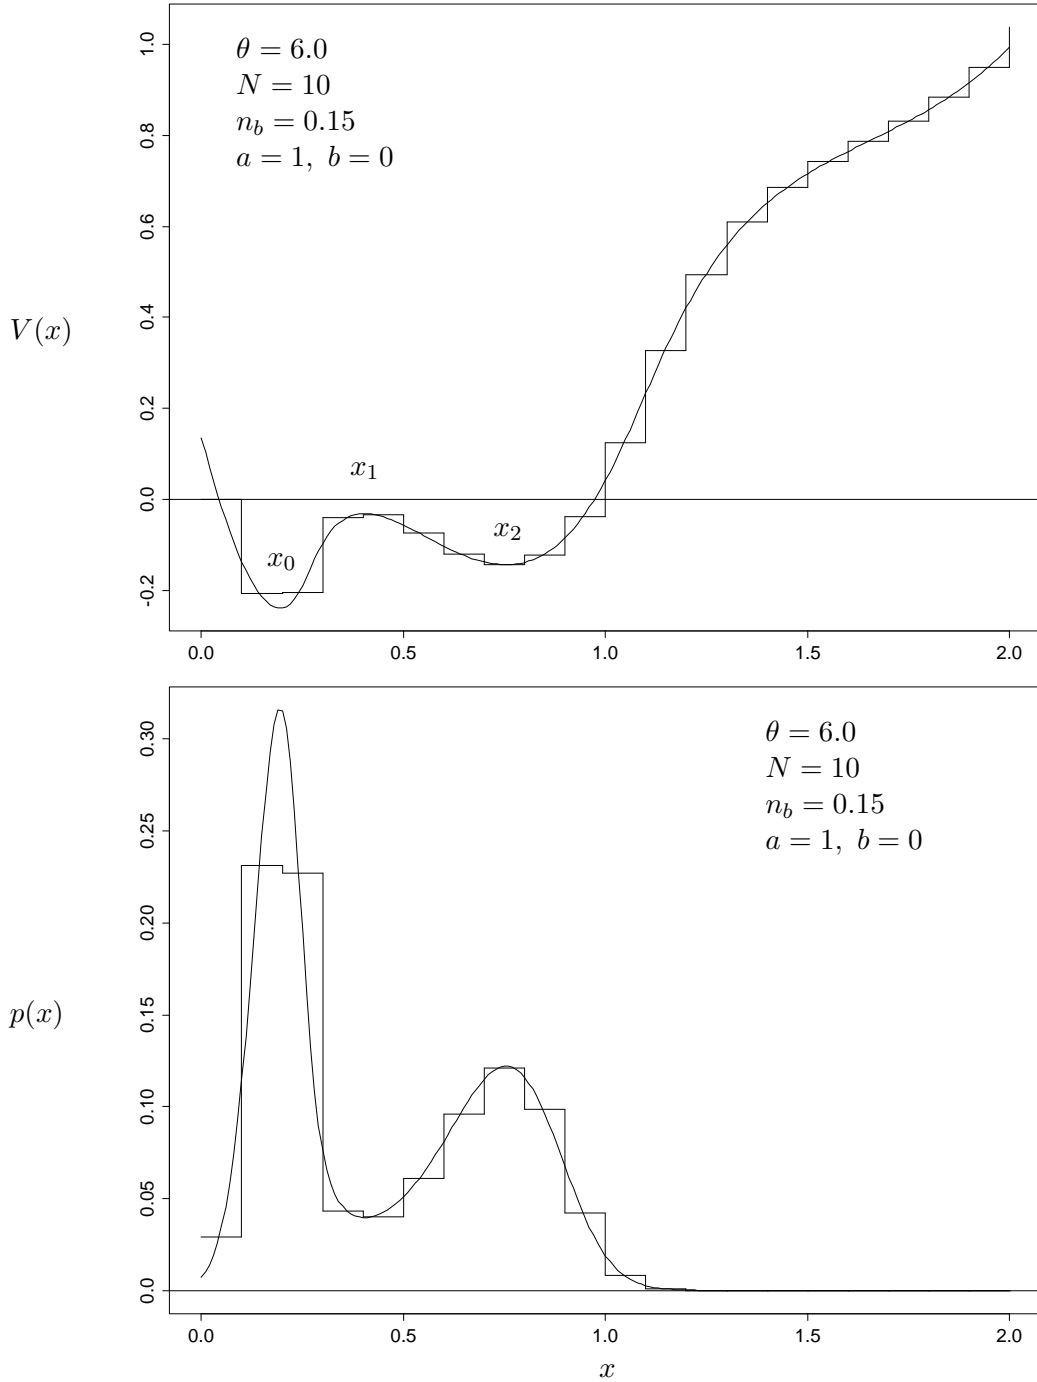 θ = 6.0
N = 10
n_b = 0.15
a = 1, b = 0
1.0
0.8
0.6
0.4
0.2
0.0
-0.2
V(x)
x_1
x_2
x_0
0.0 0.5 1.0 1.5 2.0
θ = 6.0
N = 10
n_b = 0.15
a = 1, b = 0
0.30
0.25
0.20
0.15
0.10
0.05
0.0
p(x)
0.0 0.5 1.0 1.5 2.0
x